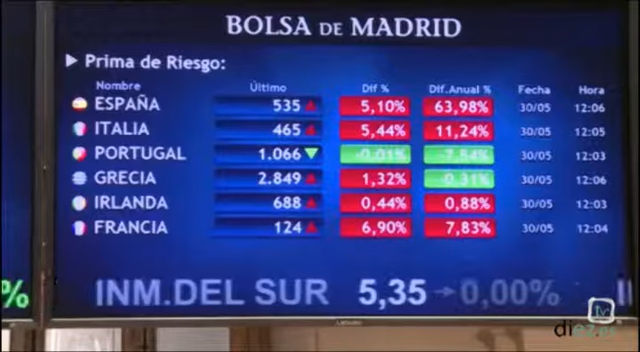 BOLSA DE MADRID
▶ Prima de Riesgo:
Nombre Último Dif % Dif.Anual % Fecha Hora
ESPAÑA 535 ▲ 5,10% 63,98% 30/05 12:06
ITALIA 465 ▲ 5,44% 11,24% 30/05 12:05
PORTUGAL 1.066 ▼ -0,01% -7,54% 30/05 12:03
GRECIA 2.849 ▲ 1,32% -0,31% 30/05 12:06
IRLANDA 688 ▲ 0,44% 0,88% 30/05 12:03
FRANCIA 124 ▲ 6,90% 7,83% 30/05 12:04
% INM.DEL SUR 5,35 → 0,00%
tv
diez.es